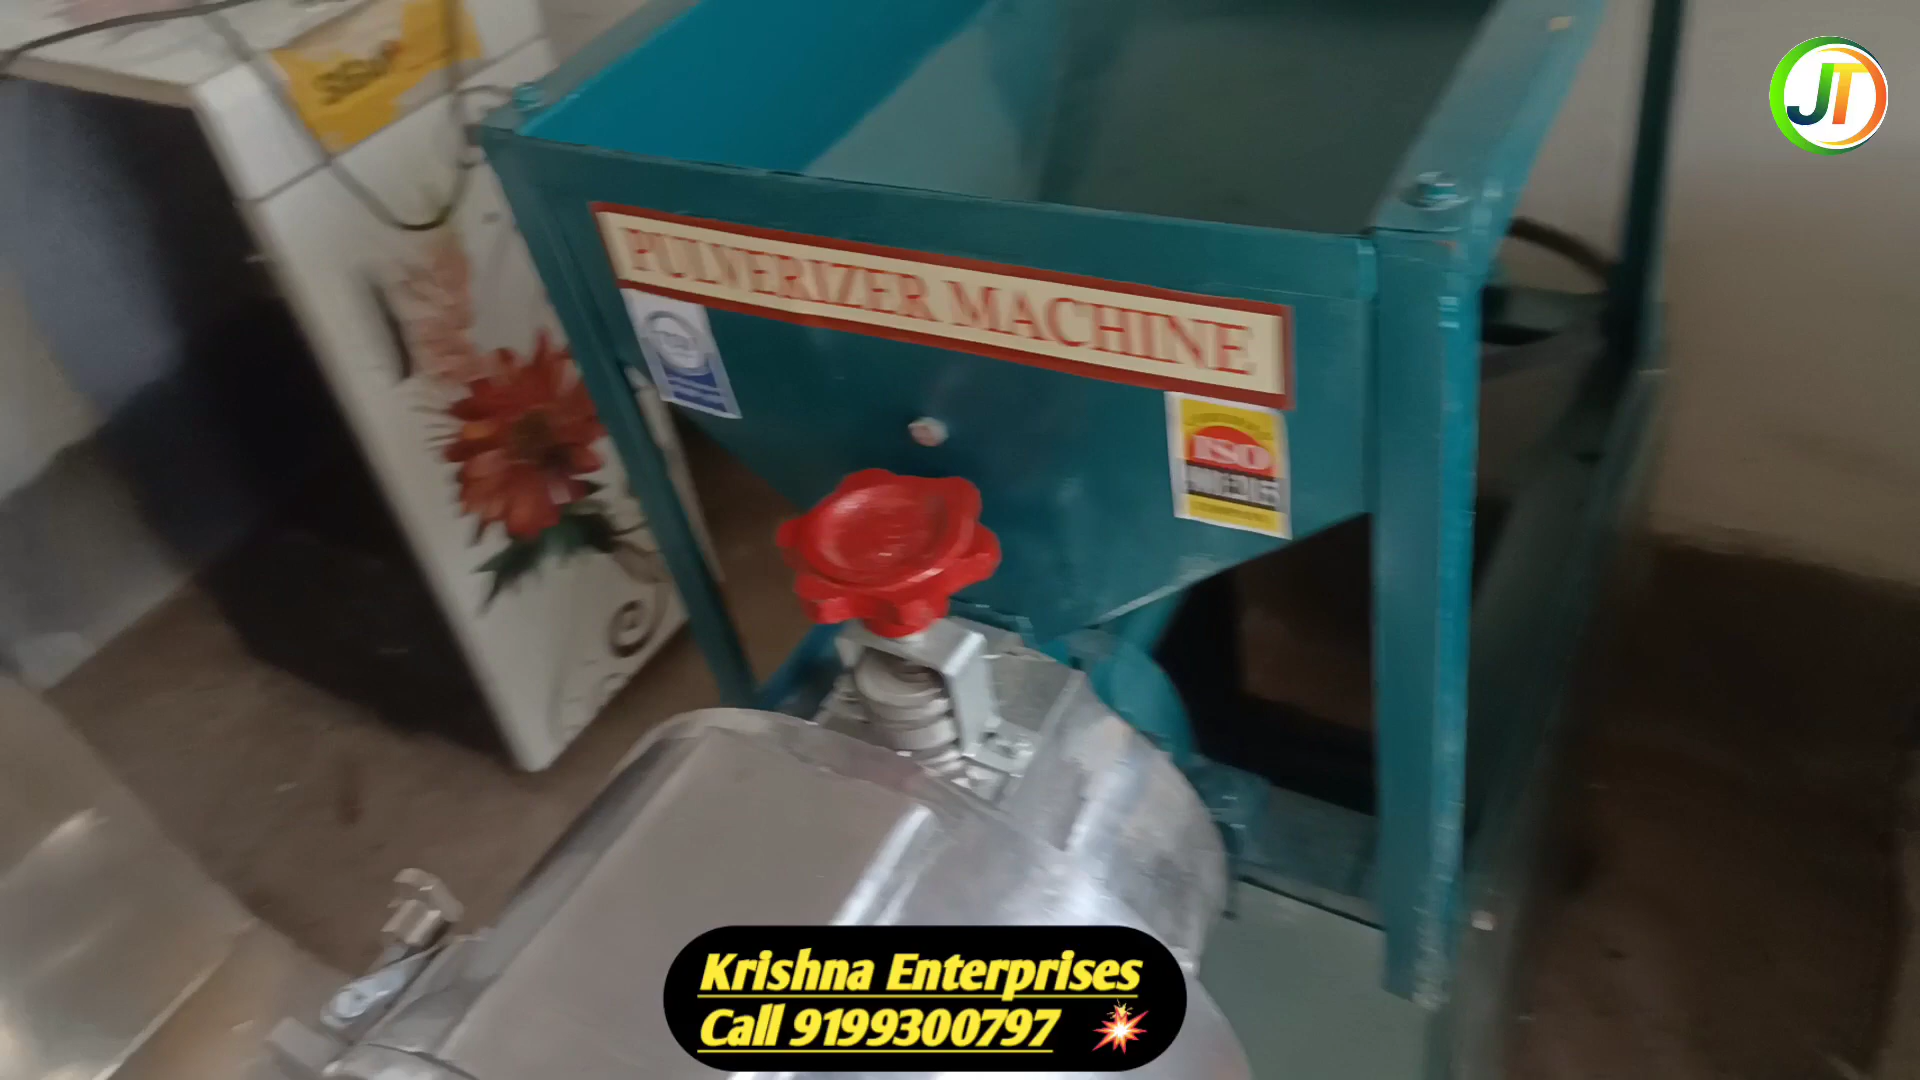 JT
PULVERIZER MACHINE
ISO
Krishna Enterprises
Call 9199300797